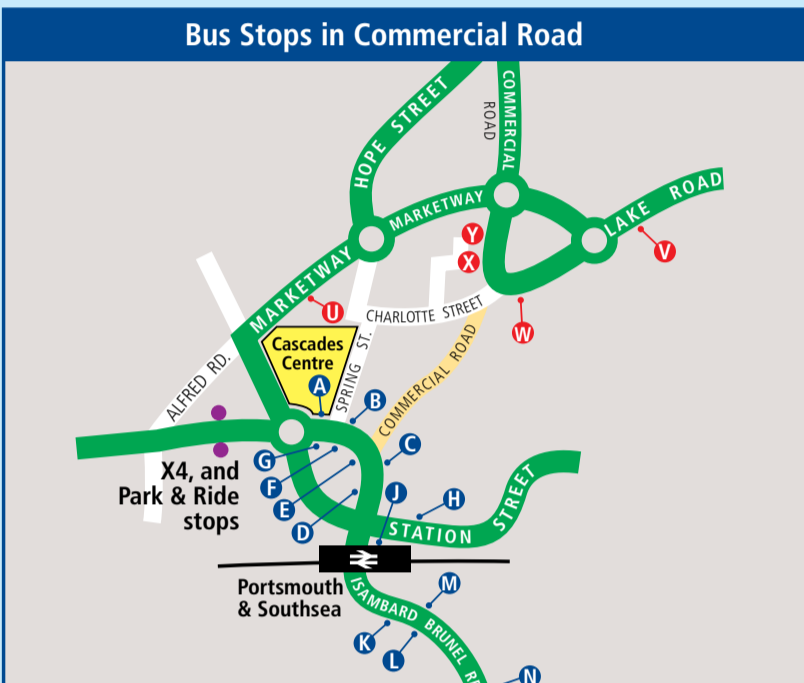 Bus Stops in Commercial Road
HOPE STREET
COMMERCIAL
ROAD
MARKETWAY
LAKE ROAD
Y
X
V
MARKETWAY
U
CHARLOTTE STREET
W
Cascades
Centre
SPRING ST.
COMMERCIAL ROAD
ALFRED RD.
A
B
C
G
F
E
D
J
H
X4, and
Park & Ride
stops
STATION STREET
Portsmouth
& Southsea
ISAMBARD BRUNEL
M
K
L
N